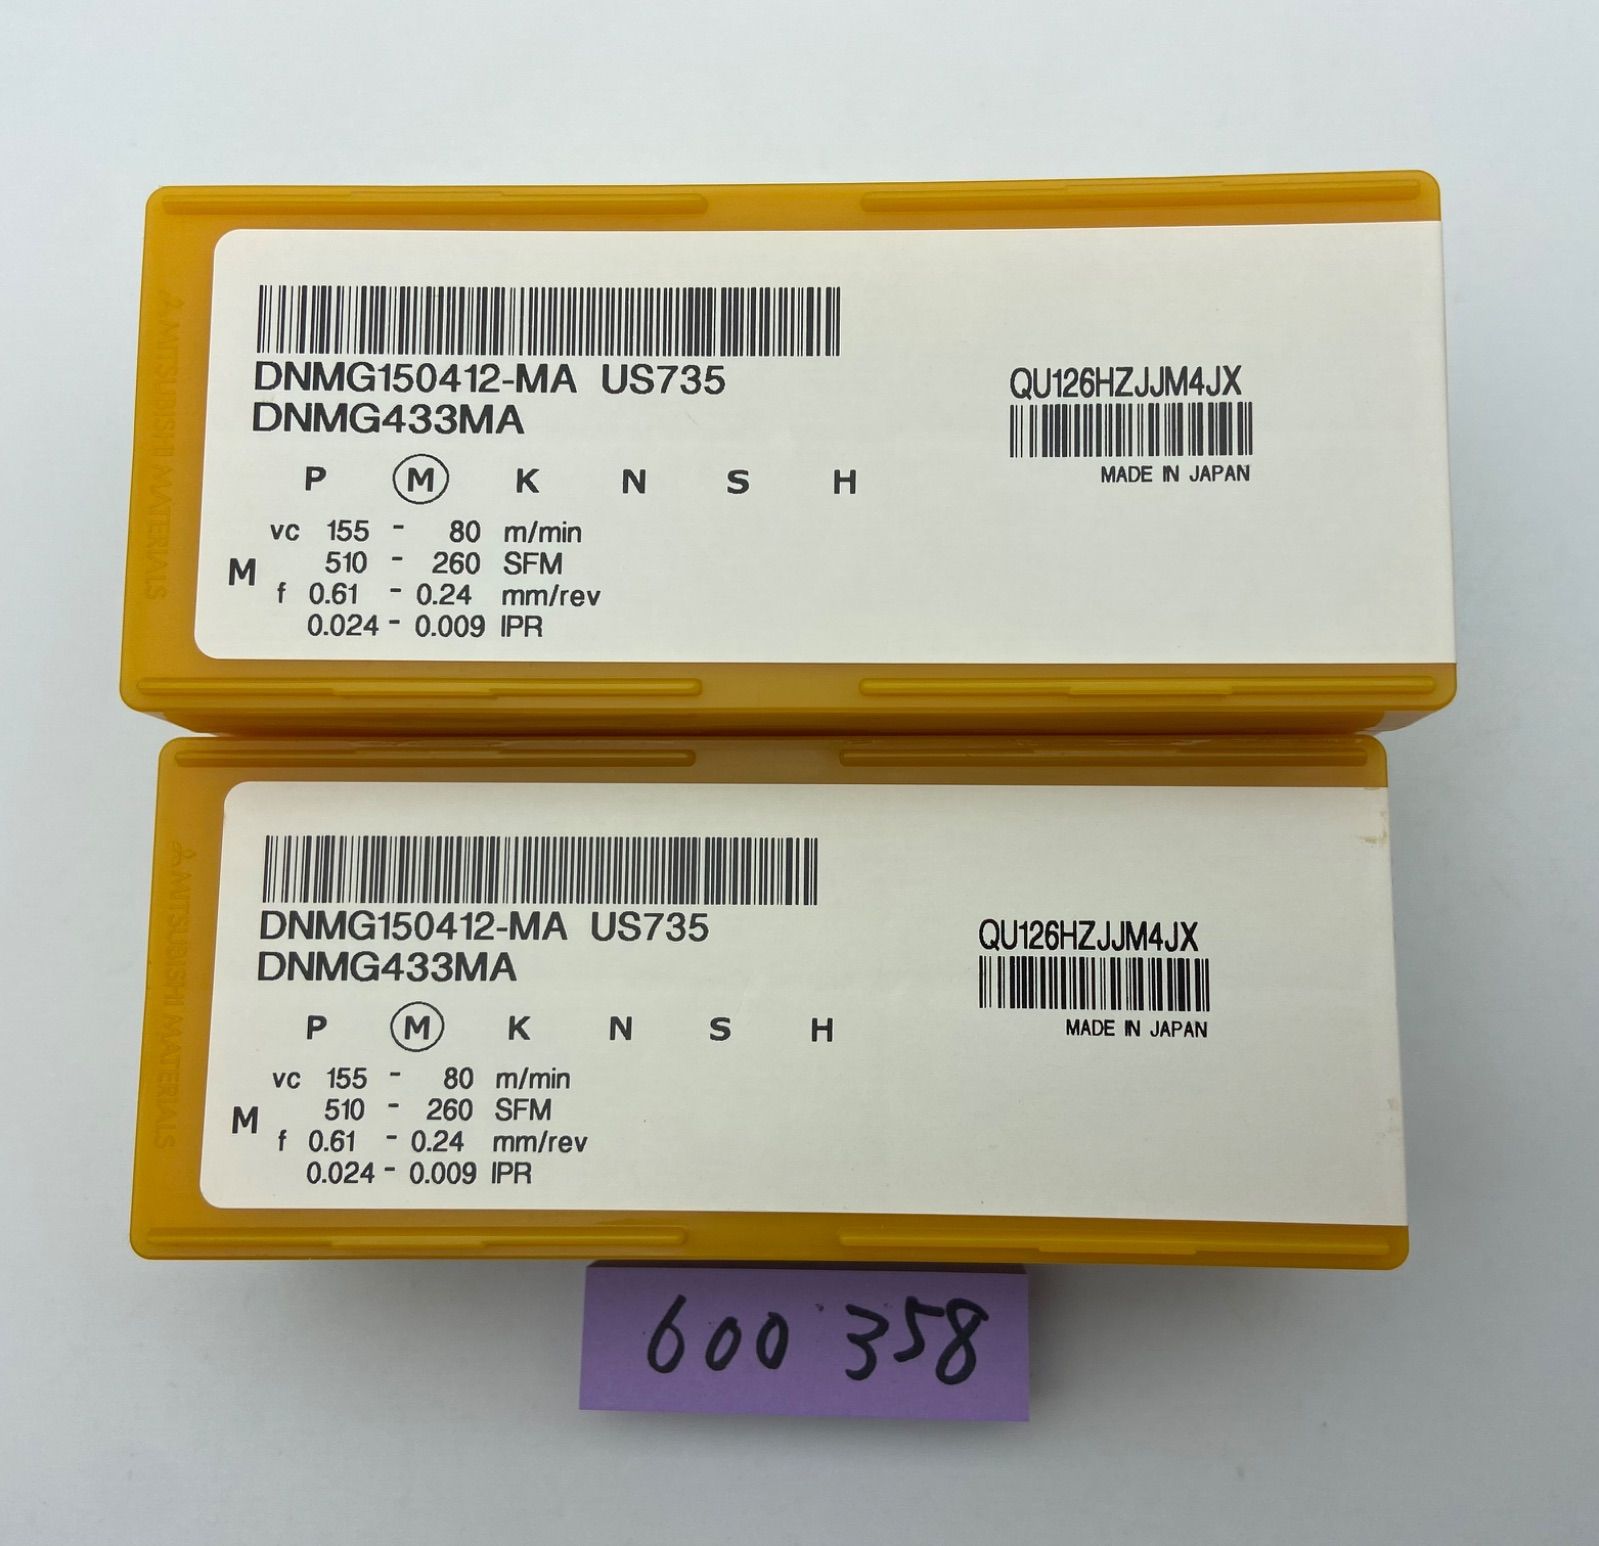 MITSUBISHI MATERIALS
DNMG150412-MA US735
DNMG433MA
QU126HZJJM4JX
MADE IN JAPAN
P M K N S H
vc 155 - 80 m/min
510 - 260 SFM
M
f 0.61 - 0.24 mm/rev
0.024 - 0.009 IPR
MITSUBISHI MATERIALS
DNMG150412-MA US735
DNMG433MA
QU126HZJJM4JX
MADE IN JAPAN
P M K N S H
vc 155 - 80 m/min
510 - 260 SFM
M
f 0.61 - 0.24 mm/rev
0.024 - 0.009 IPR
600 358